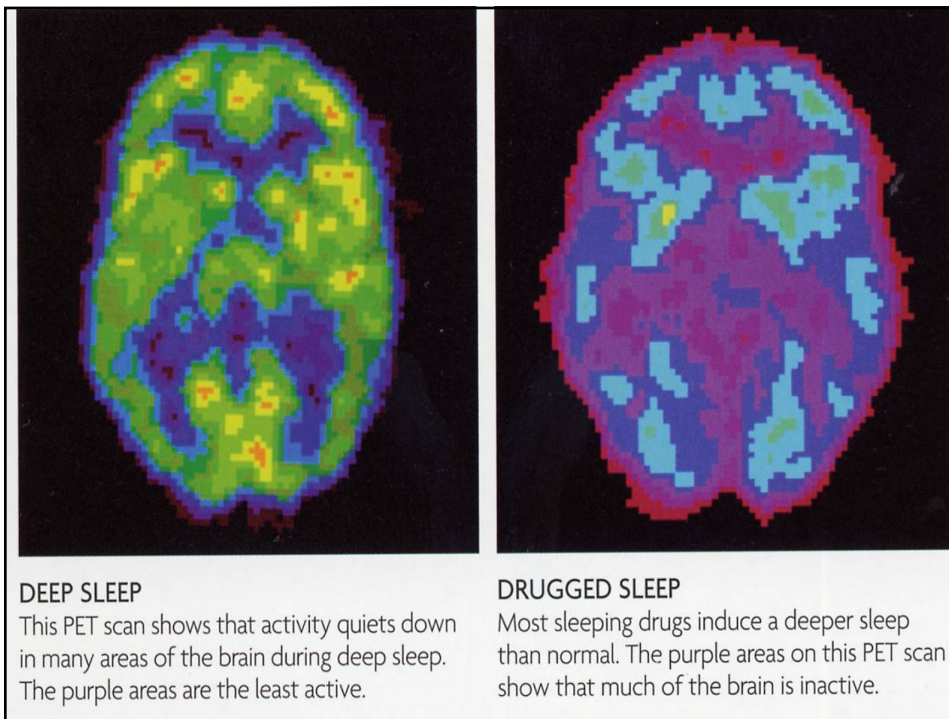 DEEP SLEEP
This PET scan shows that activity quiets down
in many areas of the brain during deep sleep.
The purple areas are the least active.
DRUGGED SLEEP
Most sleeping drugs induce a deeper sleep
than normal. The purple areas on this PET scan
show that much of the brain is inactive.